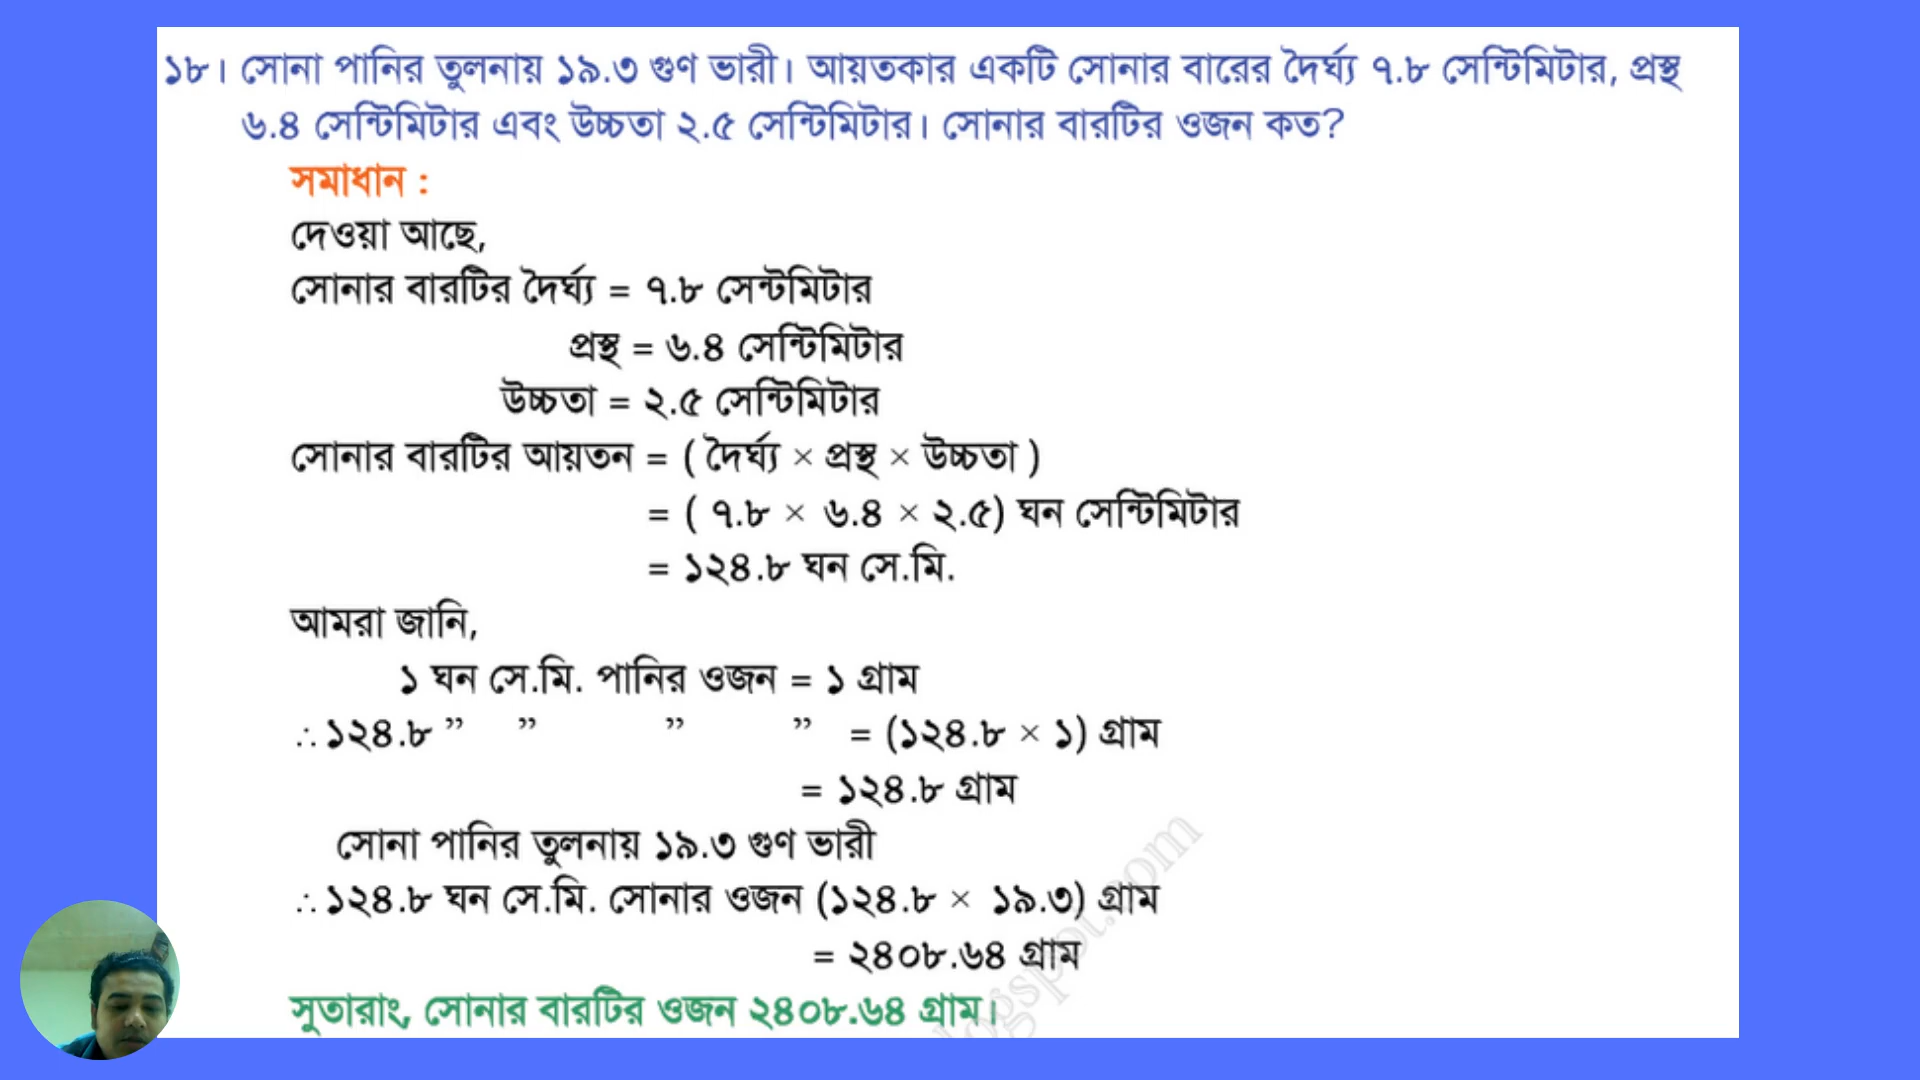 ১৮। সোনা পানির তুলনায় ১৯.৩ গুণ ভারী। আয়তকার একটি সোনার বারের দৈর্ঘ্য ৭.৮ সেন্টিমিটার, প্রস্থ
৬.৪ সেন্টিমিটার এবং উচ্চতা ২.৫ সেন্টিমিটার। সোনার বারটির ওজন কত?
সমাধান :
দেওয়া আছে,
সোনার বারটির দৈর্ঘ্য = ৭.৮ সেন্টমিটার
প্রস্থ = ৬.৪ সেন্টিমিটার
উচ্চতা = ২.৫ সেন্টিমিটার
সোনার বারটির আয়তন = ( দৈর্ঘ্য × প্রস্থ × উচ্চতা )
= ( ৭.৮ × ৬.৪ × ২.৫) ঘন সেন্টিমিটার
= ১২৪.৮ ঘন সে.মি.
আমরা জানি,
১ ঘন সে.মি. পানির ওজন = ১ গ্রাম
∴ ১২৪.৮ ” ” ” ” = (১২৪.৮ × ১) গ্রাম
= ১২৪.৮ গ্রাম
সোনা পানির তুলনায় ১৯.৩ গুণ ভারী
∴ ১২৪.৮ ঘন সে.মি. সোনার ওজন (১২৪.৮ × ১৯.৩) গ্রাম
= ২৪০৮.৬৪ গ্রাম
সুতারাং, সোনার বারটির ওজন ২৪০৮.৬৪ গ্রাম।